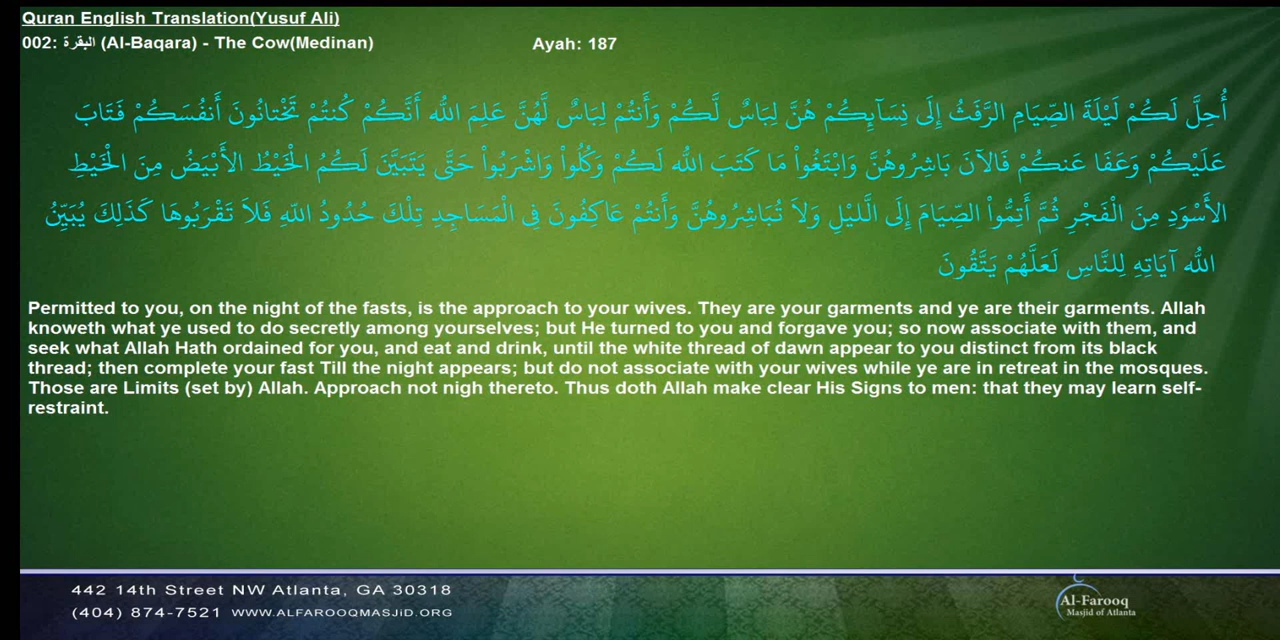 Quran English Translation(Yusuf Ali)
002: البقرة (Al-Baqara) - The Cow(Medinan)
Ayah: 187
أُحِلَّ لَكُمْ لَيْلَةَ الصِّيَامِ الرَّفَثُ إِلَى نِسَآئِكُمْ هُنَّ لِبَاسٌ لَّكُمْ وَأَنتُمْ لِبَاسٌ لَّهُنَّ عَلِمَ اللّهُ أَنَّكُمْ كُنتُمْ تَخْتانُونَ أَنفُسَكُمْ فَتَابَ
عَلَيْكُمْ وَعَفَا عَنكُمْ فَالآنَ بَاشِرُوهُنَّ وَابْتَغُواْ مَا كَتَبَ اللّهُ لَكُمْ وَكُلُواْ وَاشْرَبُواْ حَتَّى يَتَبَيَّنَ لَكُمُ الْخَيْطُ الأَبْيَضُ مِنَ الْخَيْطِ
الأَسْوَدِ مِنَ الْفَجْرِ ثُمَّ أَتِمُّواْ الصِّيَامَ إِلَى الَّليْلِ وَلاَ تُبَاشِرُوهُنَّ وَأَنتُمْ عَاكِفُونَ فِي الْمَسَاجِدِ تِلْكَ حُدُودُ اللّهِ فَلاَ تَقْرَبُوهَا كَذَلِكَ يُبَيِّنُ
اللّهُ آيَاتِهِ لِلنَّاسِ لَعَلَّهُمْ يَتَّقُونَ
Permitted to you, on the night of the fasts, is the approach to your wives. They are your garments and ye are their garments. Allah
knoweth what ye used to do secretly among yourselves; but He turned to you and forgave you; so now associate with them, and
seek what Allah Hath ordained for you, and eat and drink, until the white thread of dawn appear to you distinct from its black
thread; then complete your fast Till the night appears; but do not associate with your wives while ye are in retreat in the mosques.
Those are Limits (set by) Allah. Approach not nigh thereto. Thus doth Allah make clear His Signs to men: that they may learn self-
restraint.
442 14th Street NW Atlanta, GA 30318
(404) 874-7521 WWW.ALFAROOQMASJID.ORG
Al-Farooq
Masjid of Atlanta